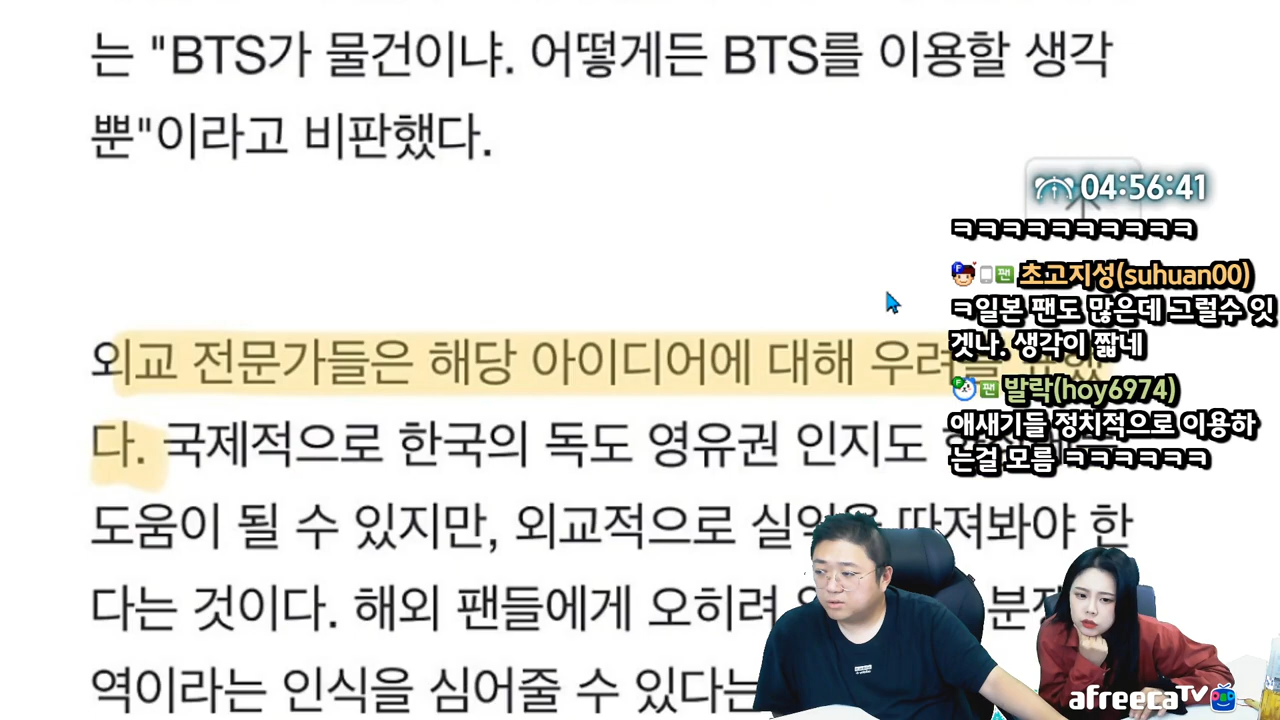 는 "BTS가 물건이냐. 어떻게든 BTS를 이용할 생각
뿐"이라고 비판했다.
04:56:41
ㅋㅋㅋㅋㅋㅋㅋㅋㅋㅋ
팬 초고지성(suhuan00)
ㅋ일본 팬도 많은데 그럴수 잇
겟나. 생각이 짧네
팬 발락(hoy6974)
애새기들 정치적으로 이용하
는걸 모름 ㅋㅋㅋㅋㅋㅋ
외교 전문가들은 해당 아이디어에 대해 우려를
다. 국제적으로 한국의 독도 영유권 인지도
도움이 될 수 있지만, 외교적으로 실익을 따져봐야 한
다는 것이다. 해외 팬들에게 오히려
역이라는 인식을 심어줄 수 있다는
afreecaTV